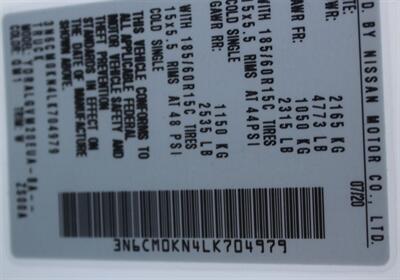 D. BY NISSAN MOTOR CO., LTD.
07/20
2165 KG
4773 LB
GAWR FR: 1050 KG
2315 LB
WITH 185/60R15C TIRES
15x5.5 RIMS AT 44PSI
COLD SINGLE
GAWR RR: 1150 KG
2535 LB
WITH 185/60R15C TIRES
15x5.5 RIMS AT 48 PSI
COLD SINGLE
THIS VEHICLE CONFORMS TO
ALL APPLICABLE FEDERAL
MOTOR VEHICLE SAFETY AND
THEFT PREVENTION
STANDARDS IN EFFECT ON
THE DATE OF MANUFACTURE
SHOWN ABOVE.
3N6CM0KN4LK704979
TRUCK
3N6CM0KN4LK704979